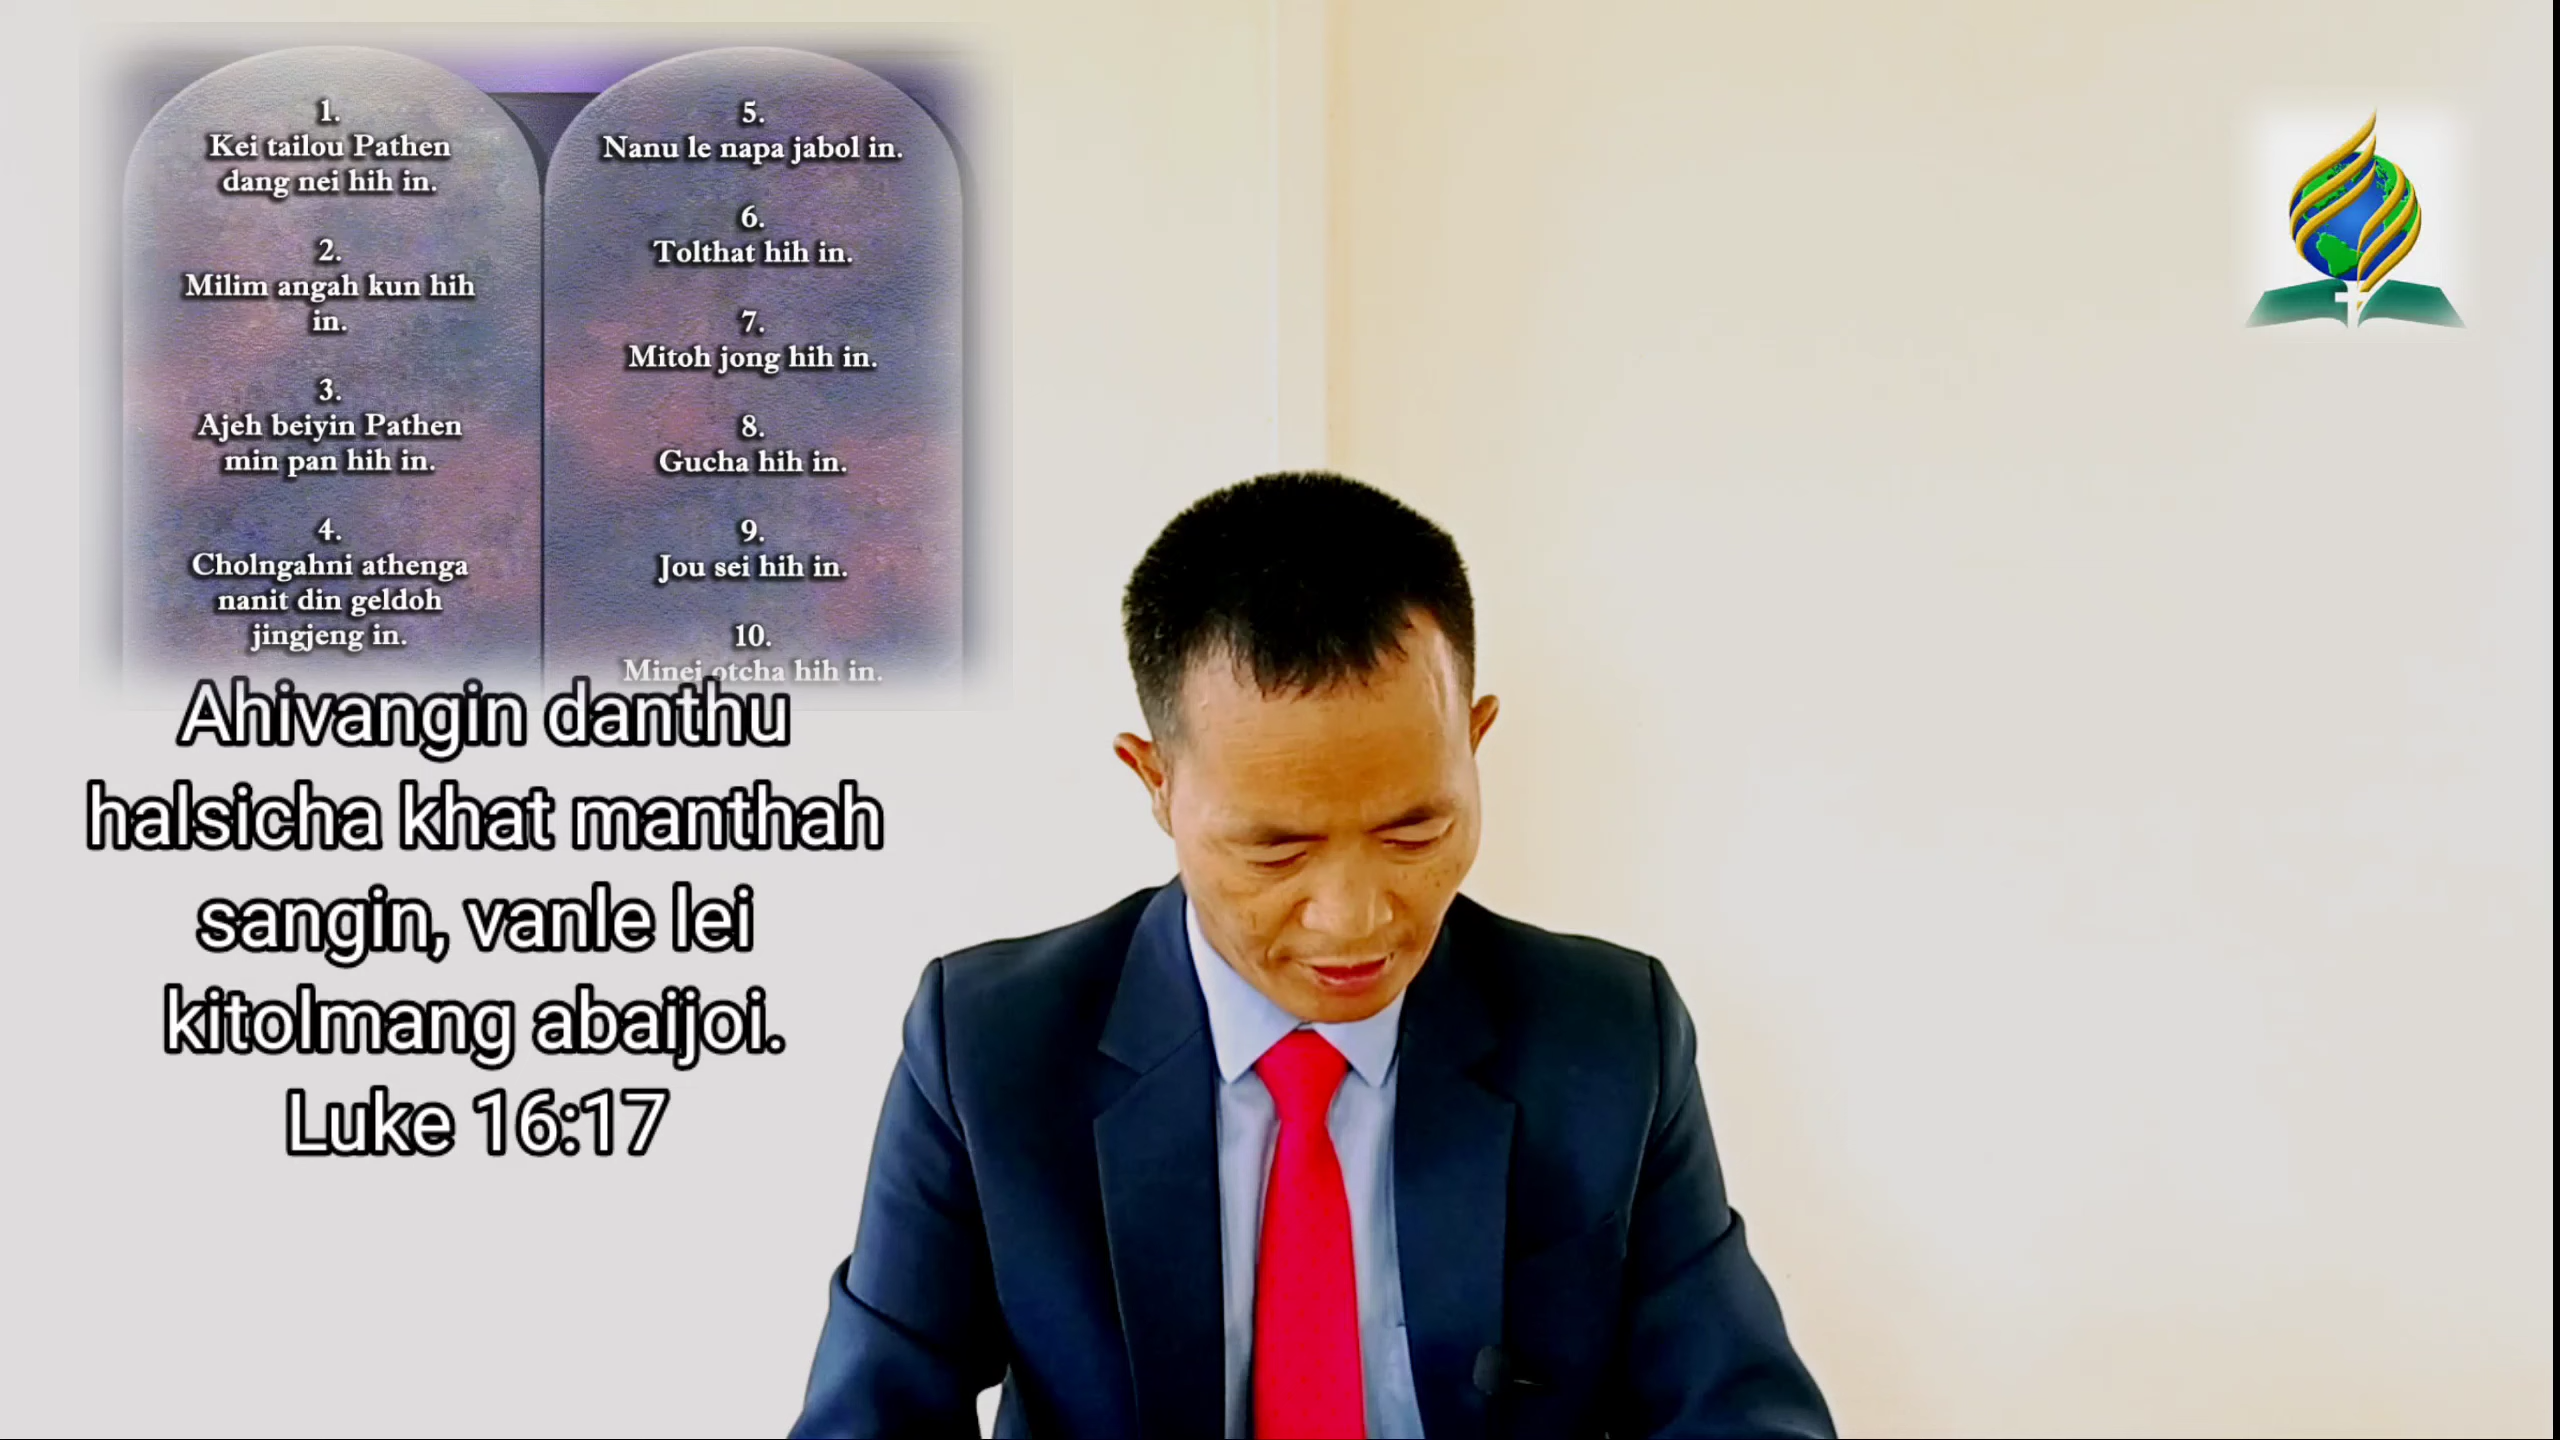 1.
Kei tailou Pathen
dang nei hih in.
2.
Milim angah kun hih
in.
3.
Ajeh beiyin Pathen
min pan hih in.
4.
Cholngahni athenga
nanit din geldoh
jingjeng in.
5.
Nanu le napa jabol in.
6.
Tolthat hih in.
7.
Mitoh jong hih in.
8.
Gucha hih in.
9.
Jou sei hih in.
10.
Minei otcha hih in.
Ahivangin danthu
halsicha khat manthah
sangin, vanle lei
kitolmang abaijoi.
Luke 16:17